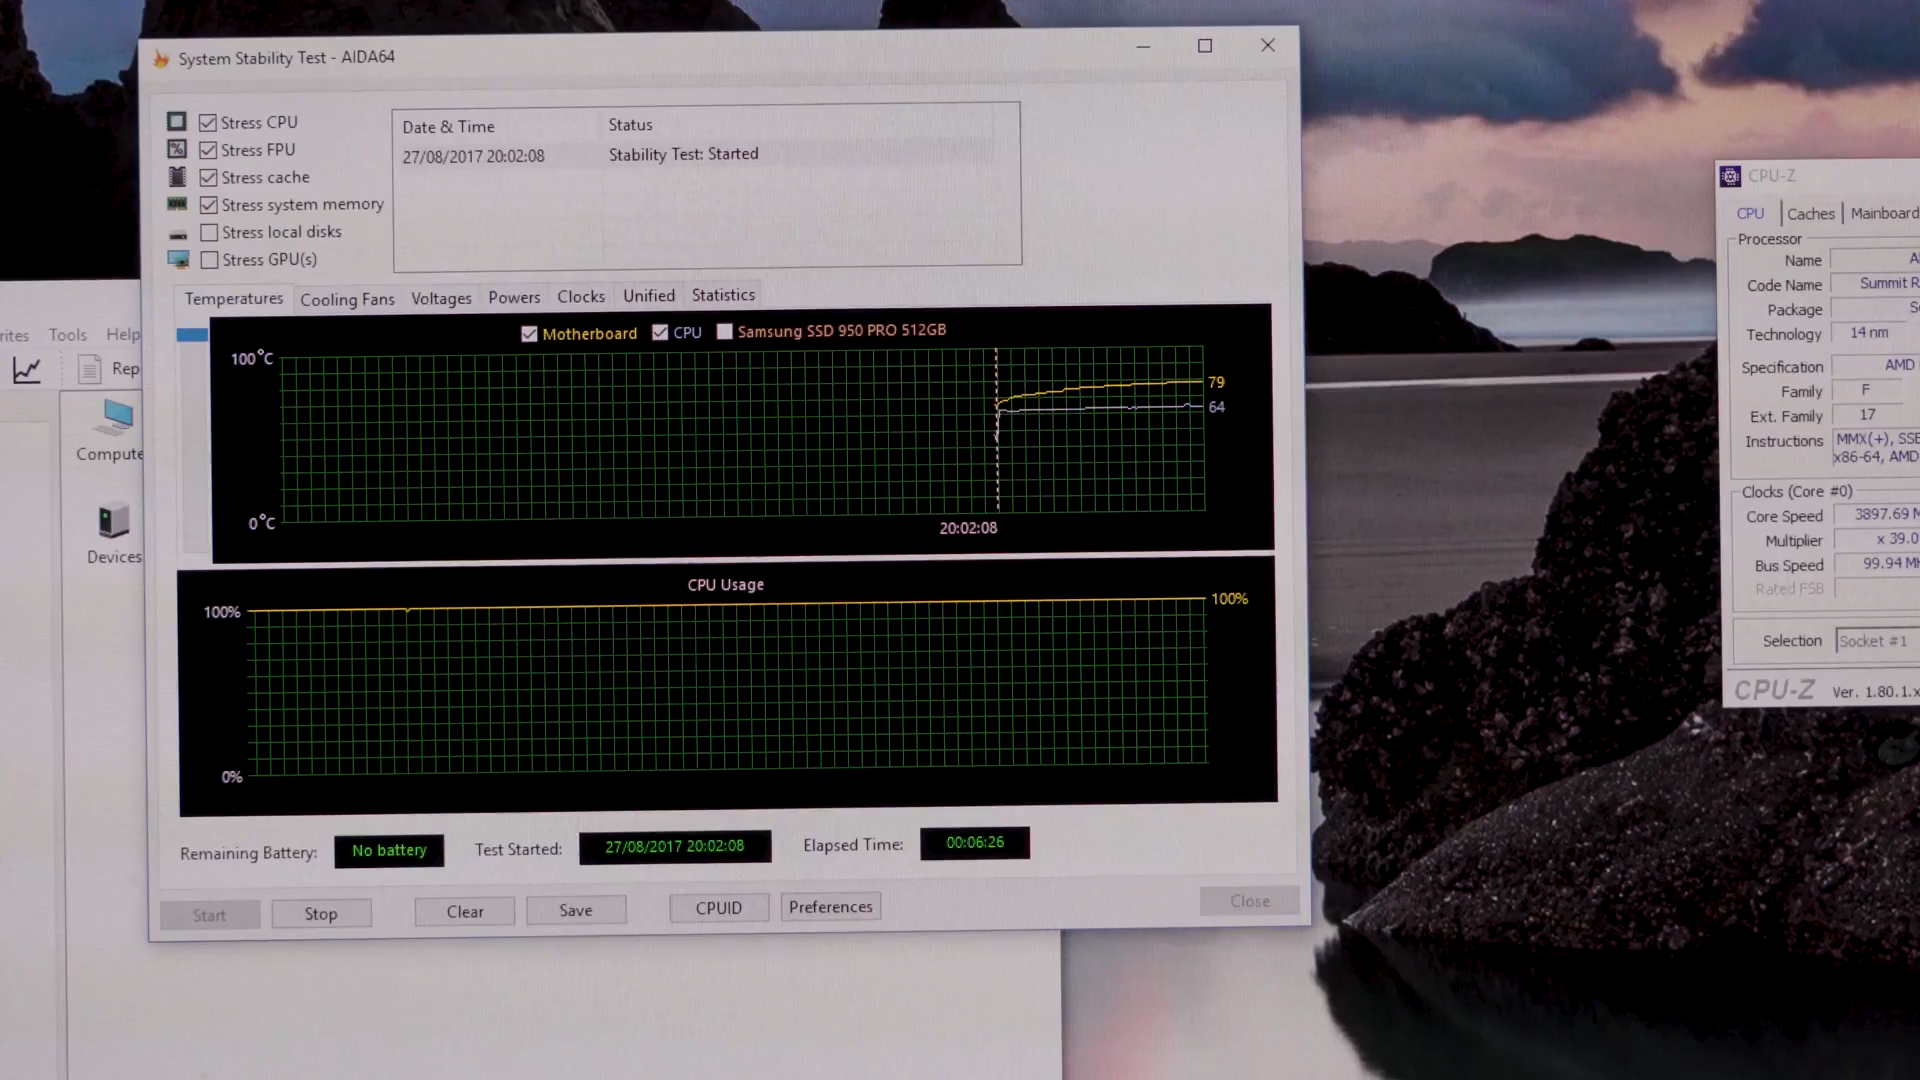 System Stability Test - AIDA64
Stress CPU
Stress FPU
Stress cache
Stress system memory
Stress local disks
Stress GPU(s)
Date & Time Status
27/08/2017 20:02:08 Stability Test: Started
Temperatures Cooling Fans Voltages Powers Clocks Unified Statistics
Motherboard CPU Samsung SSD 950 PRO 512GB
100°C
79
64
0°C
20:02:08
CPU Usage
100%
100%
0%
Remaining Battery: No battery Test Started: 27/08/2017 20:02:08 Elapsed Time: 00:06:26
Start Stop Clear Save CPUID Preferences Close
rites Tools Help
Rep
Compute
Devices
CPU-Z
CPU Caches Mainboard
Processor
Name
Code Name Summit R
Package
Technology 14 nm
Specification AMD
Family F
Ext. Family 17
Instructions MMX(+), SSE
x86-64, AMD
Clocks (Core #0)
Core Speed 3897.69 M
Multiplier x 39.0
Bus Speed 99.94 MH
Rated FSB
Selection Socket #1
CPU-Z Ver. 1.80.1.x